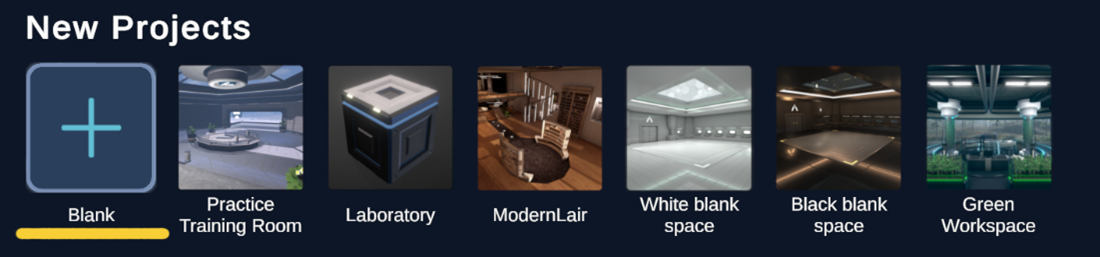 New Projects
Blank
Practice
Training Room
Laboratory
ModernLair
White blank
space
Black blank
space
Green
Workspace